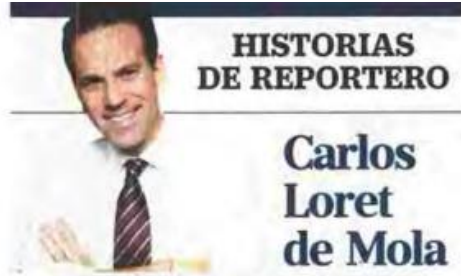 HISTORIAS
DE REPORTERO
Carlos
Loret
de Mola